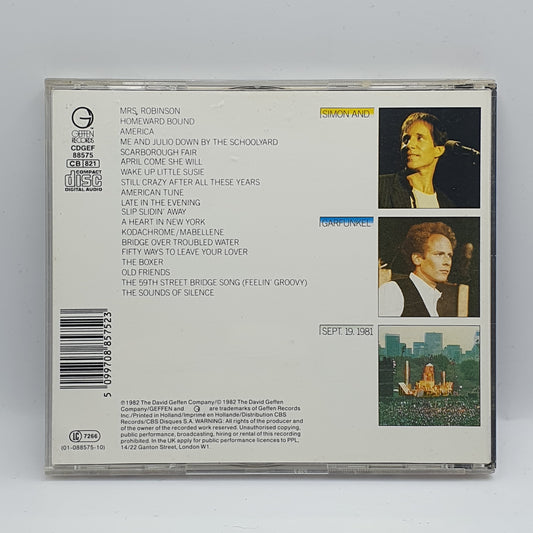 GEFFEN
RECORDS
CDGEF
88575
CB 821
COMPACT
disc
DIGITAL AUDIO
MRS. ROBINSON
HOMEWARD BOUND
AMERICA
ME AND JULIO DOWN BY THE SCHOOLYARD
SCARBOROUGH FAIR
APRIL COME SHE WILL
WAKE UP LITTLE SUSIE
STILL CRAZY AFTER ALL THESE YEARS
AMERICAN TUNE
LATE IN THE EVENING
SLIP SLIDIN' AWAY
A HEART IN NEW YORK
KODACHROME/MABELLENE
BRIDGE OVER TROUBLED WATER
FIFTY WAYS TO LEAVE YOUR LOVER
THE BOXER
OLD FRIENDS
THE 59TH STREET BRIDGE SONG (FEELIN' GROOVY)
THE SOUNDS OF SILENCE
SIMON AND
GARFUNKEL
SEPT. 19. 1981
5 099708 857523
LC 7266
(01-088575-10)
℗1982 The David Geffen Company/©1982 The David Geffen
Company/GEFFEN and G are trademarks of Geffen Records
Inc./Printed in Holland/Imprimé en Hollande/Distribution CBS
Records/CBS Disques S.A. WARNING: All rights of the producer and
of the owner of the recorded work reserved. Unauthorised copying,
public performance, broadcasting, hiring or rental of this recording
prohibited. In the UK apply for public performance licences to PPL,
14/22 Ganton Street, London W1.